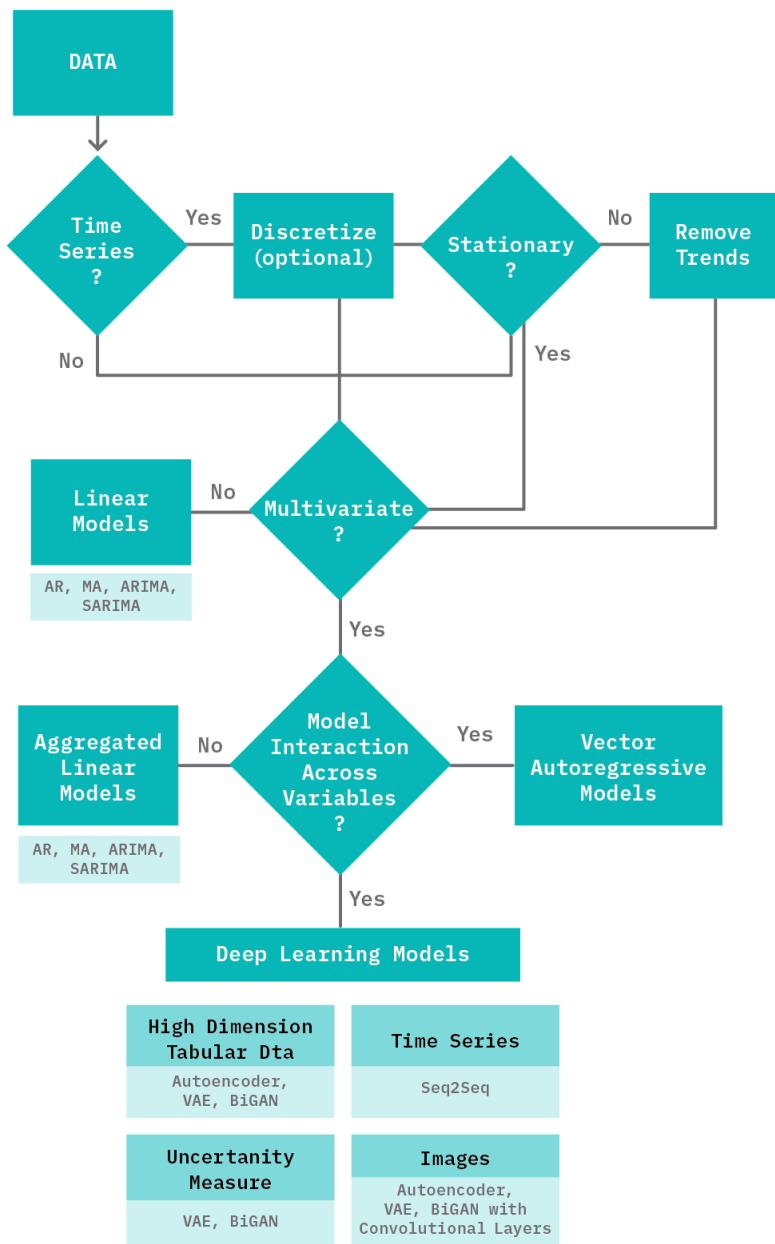 DATA
Time
Series
?
Yes
Discretize
(optional)
Stationary
?
No
Remove
Trends
No
Yes
Linear
Models
No
Multivariate
?
AR, MA, ARIMA,
SARIMA
Yes
Aggregated
Linear
Models
No
Model
Interaction
Across
Variables
?
Yes
Vector
Autoregressive
Models
AR, MA, ARIMA,
SARIMA
Yes
Deep Learning Models
High Dimension
Tabular Dta
Autoencoder,
VAE, BiGAN
Time Series
Seq2Seq
Uncertanity
Measure
VAE, BiGAN
Images
Autoencoder,
VAE, BiGAN with
Convolutional Layers